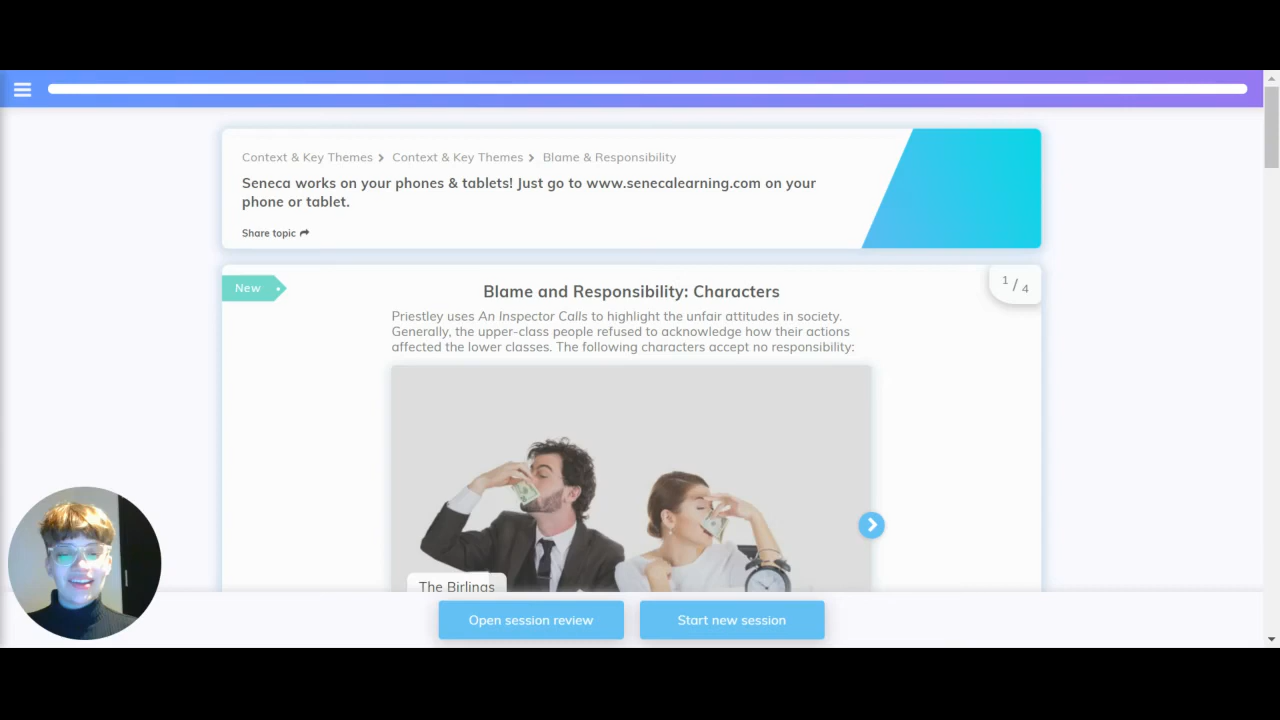 Context & Key Themes > Context & Key Themes > Blame & Responsibility
Seneca works on your phones & tablets! Just go to www.senecalearning.com on your
phone or tablet.
Share topic
New
Blame and Responsibility: Characters
1 / 4
Priestley uses An Inspector Calls to highlight the unfair attitudes in society.
Generally, the upper-class people refused to acknowledge how their actions
affected the lower classes. The following characters accept no responsibility:
The Birlings
Open session review
Start new session